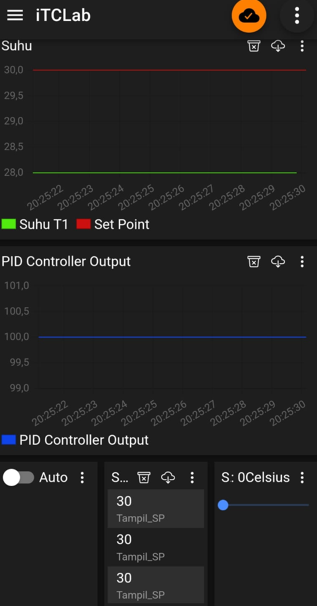 iTCLab
Suhu
30,0
29,5
29,0
28,5
28,0
20:25:22 20:25:23 20:25:24 20:25:25 20:25:26 20:25:27 20:25:28 20:25:29 20:25:30
Suhu T1 Set Point
PID Controller Output
101,0
100,5
100,0
99,5
99,0
20:25:22 20:25:23 20:25:24 20:25:25 20:25:26 20:25:27 20:25:28 20:25:29 20:25:30
PID Controller Output
Auto S... S: 0Celsius
30
Tampil_SP
30
Tampil_SP
30
Tampil_SP